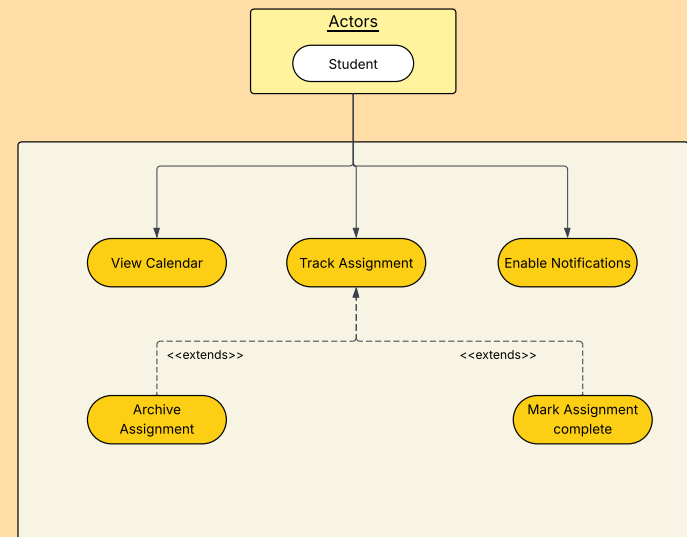 Actors
Student
View Calendar
Track Assignment
Enable Notifications
<<extends>>
<<extends>>
Archive
Assignment
Mark Assignment
complete